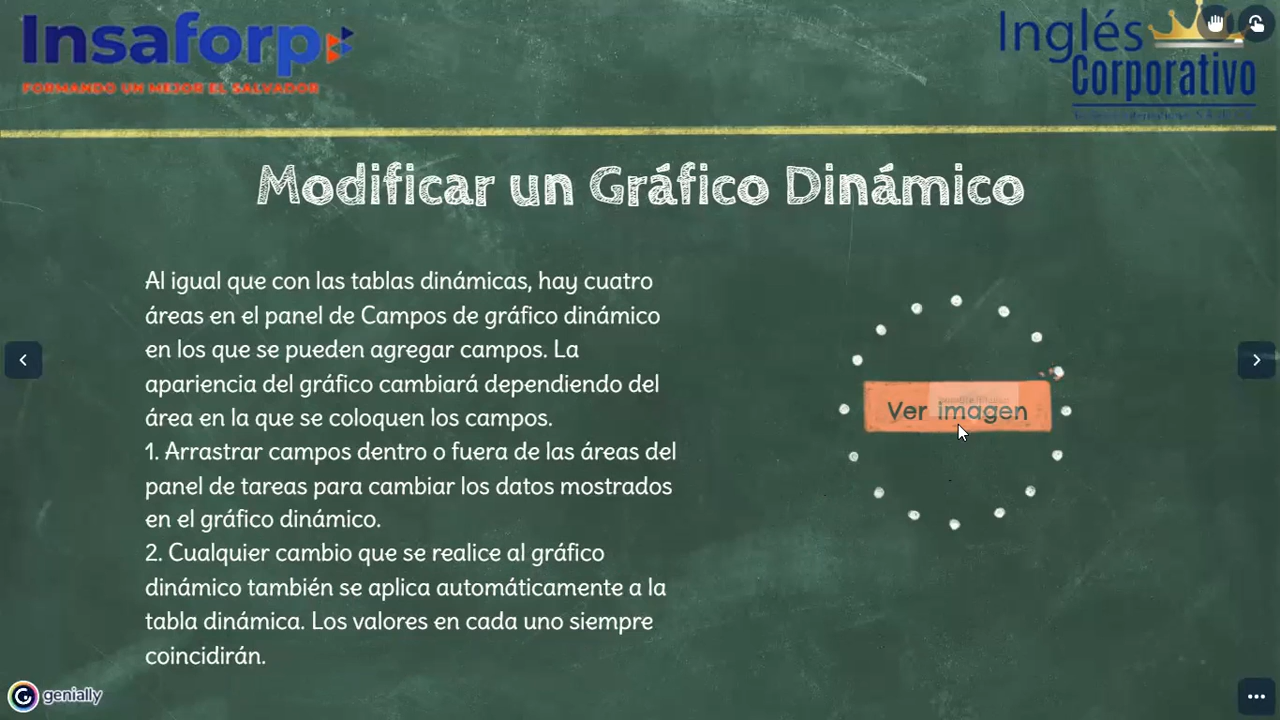 Insaforp
FORMANDO UN MEJOR EL SALVADOR
Inglés
Corporativo
Modificar un Gráfico Dinámico
Al igual que con las tablas dinámicas, hay cuatro
áreas en el panel de Campos de gráfico dinámico
en los que se pueden agregar campos. La
apariencia del gráfico cambiará dependiendo del
área en la que se coloquen los campos.
1. Arrastrar campos dentro o fuera de las áreas del
panel de tareas para cambiar los datos mostrados
en el gráfico dinámico.
2. Cualquier cambio que se realice al gráfico
dinámico también se aplica automáticamente a la
tabla dinámica. Los valores en cada uno siempre
coincidirán.
Ver imagen
genially